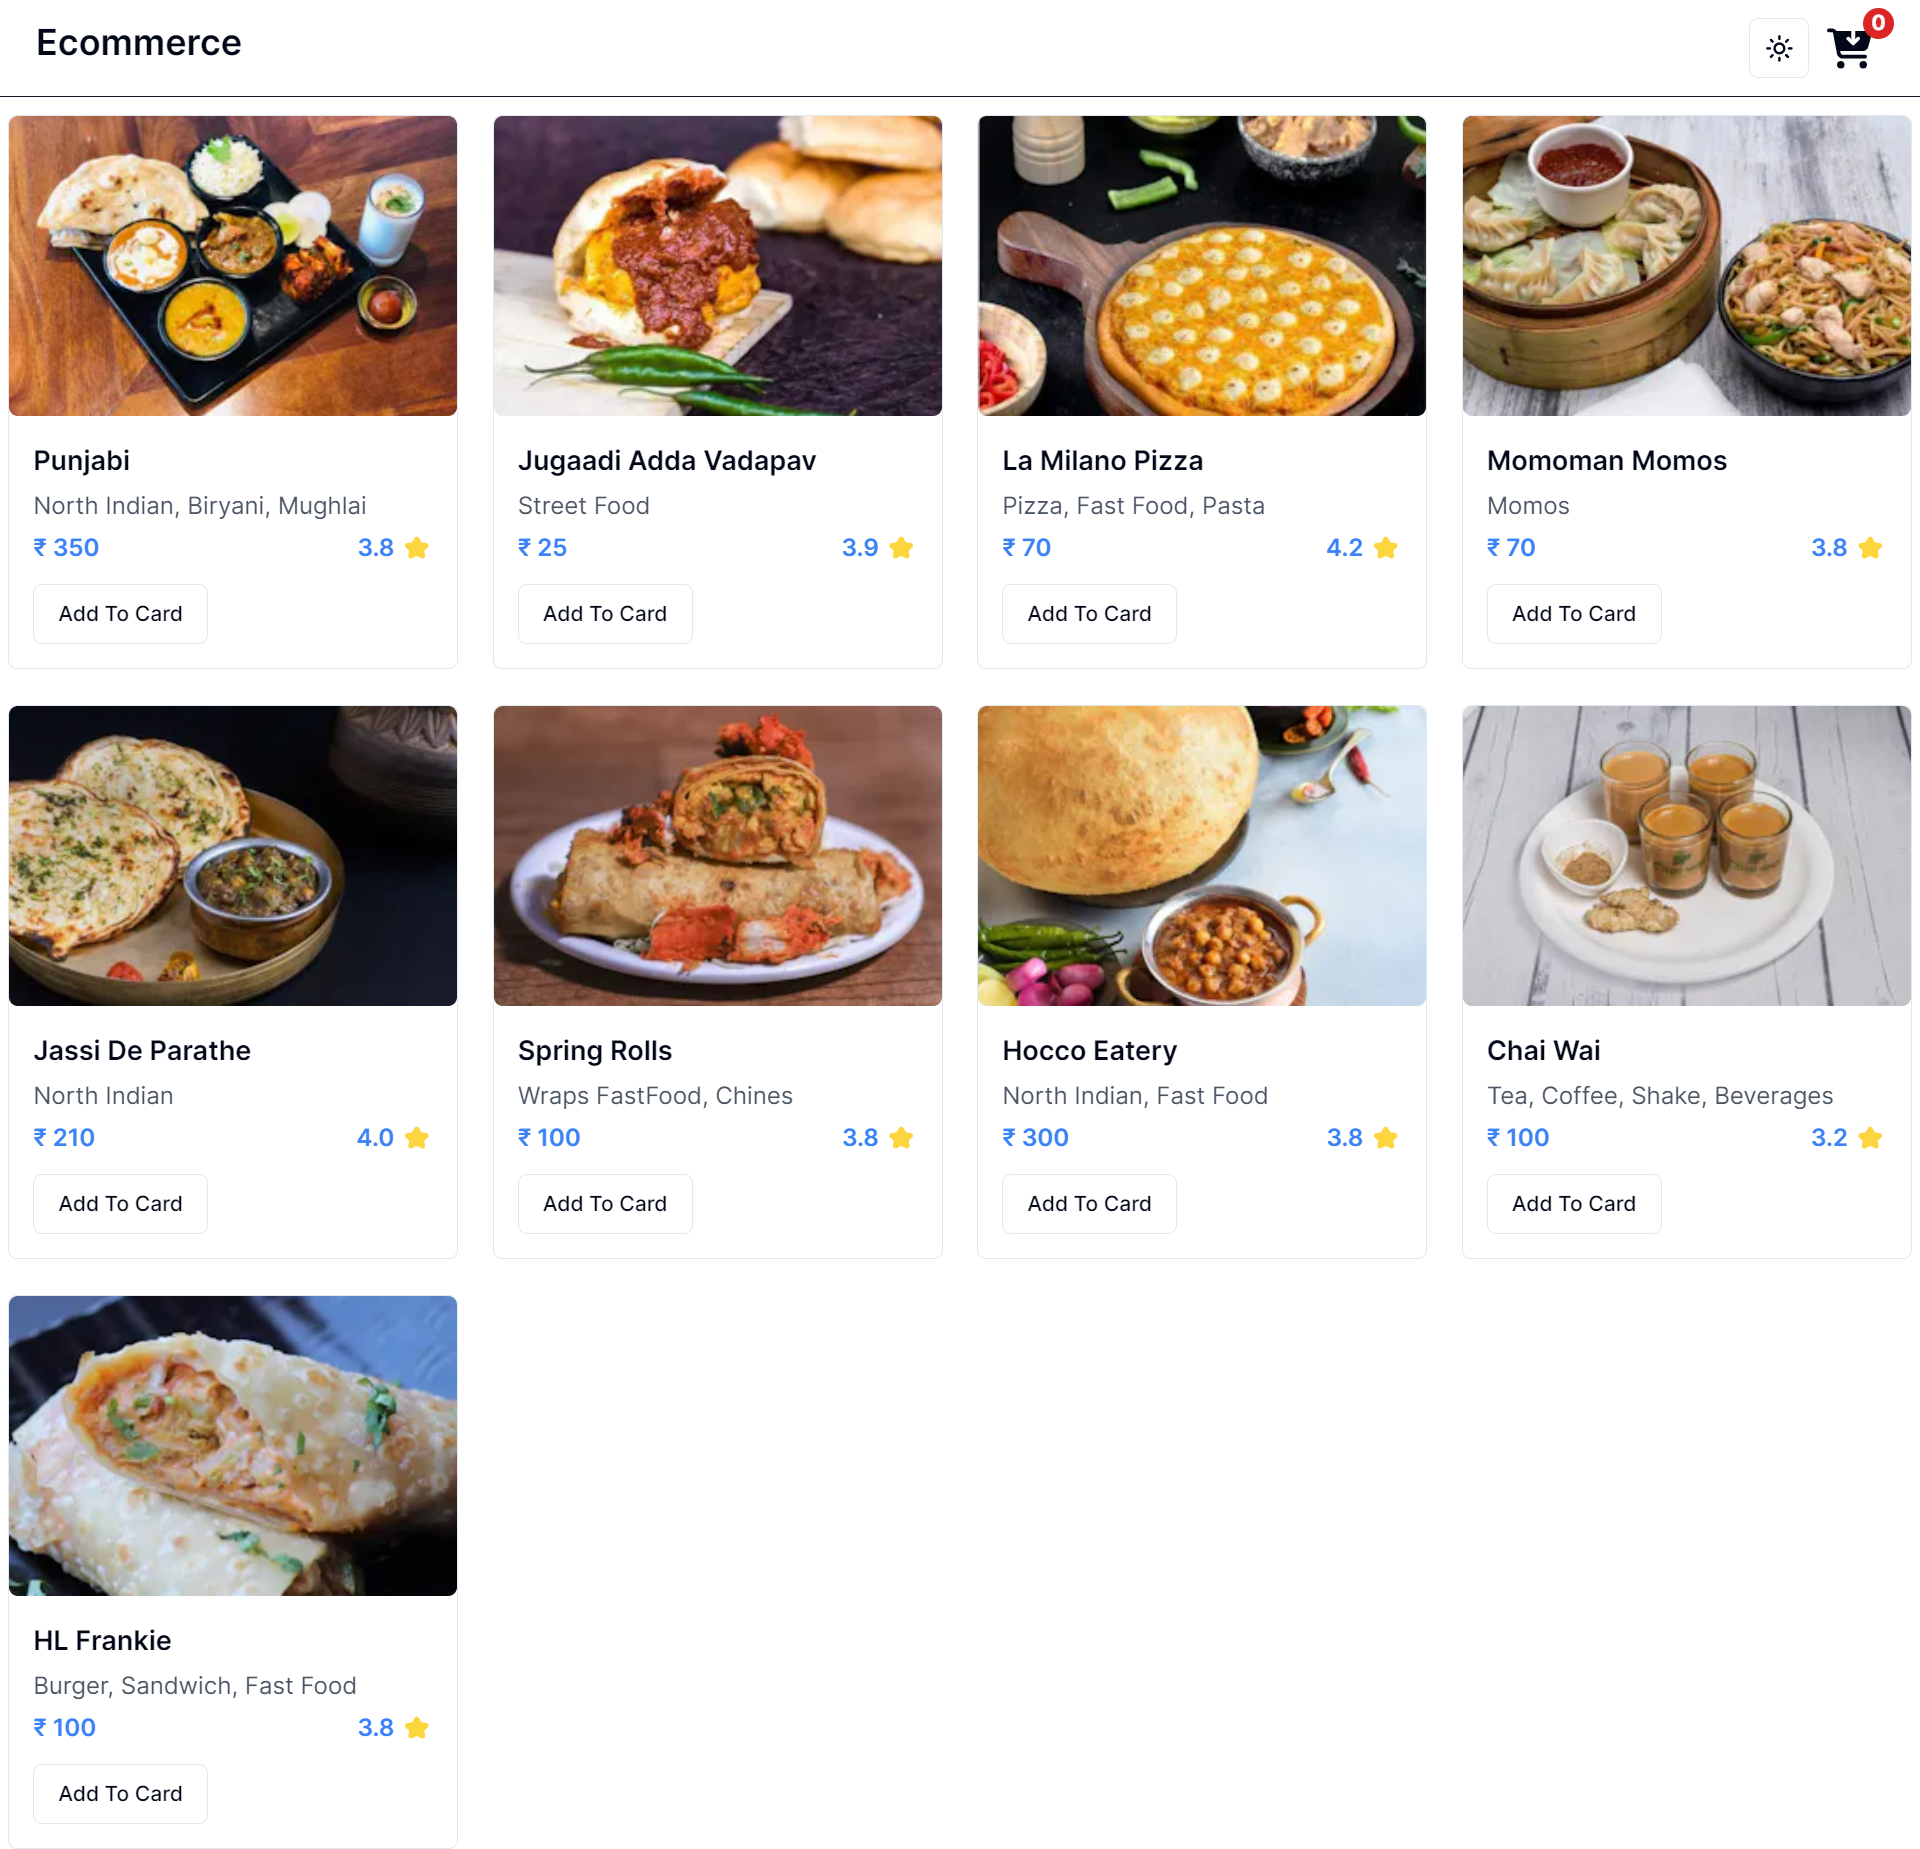 Ecommerce
0
Punjabi
North Indian, Biryani, Mughlai
₹ 350
3.8
Add To Card
Jugaadi Adda Vadapav
Street Food
₹ 25
3.9
Add To Card
La Milano Pizza
Pizza, Fast Food, Pasta
₹ 70
4.2
Add To Card
Momoman Momos
Momos
₹ 70
3.8
Add To Card
Jassi De Parathe
North Indian
₹ 210
4.0
Add To Card
Spring Rolls
Wraps FastFood, Chines
₹ 100
3.8
Add To Card
Hocco Eatery
North Indian, Fast Food
₹ 300
3.8
Add To Card
Chai Wai
Tea, Coffee, Shake, Beverages
₹ 100
3.2
Add To Card
HL Frankie
Burger, Sandwich, Fast Food
₹ 100
3.8
Add To Card